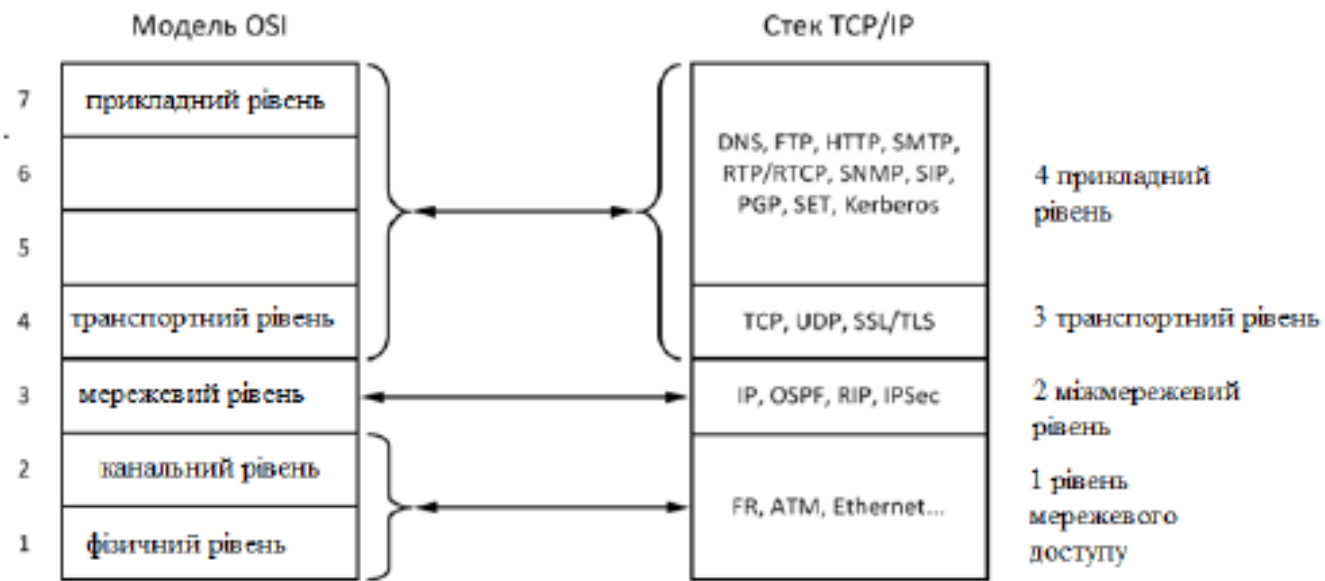 Модель OSI
Стек TCP/IP
7
прикладний рівень
6
5
DNS, FTP, HTTP, SMTP,
RTP/RTCP, SNMP, SIP,
PGP, SET, Kerberos
4 прикладний
рівень
4
транспортний рівень
TCP, UDP, SSL/TLS
3 транспортний рівень
3
мережевий рівень
IP, OSPF, RIP, IPSec
2 міжмережевий
рівень
2
канальний рівень
1
фізичний рівень
FR, ATM, Ethernet...
1 рівень
мережевого
доступу